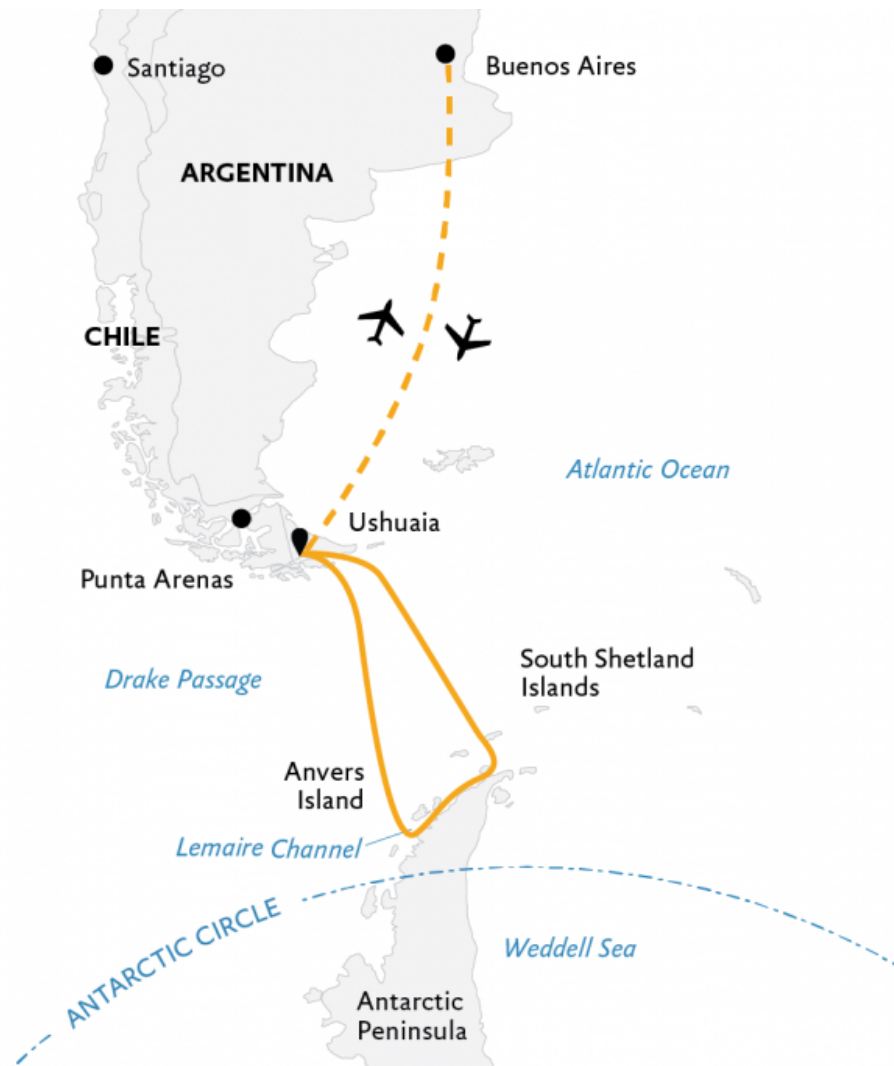 Santiago
Buenos Aires
ARGENTINA
CHILE
Atlantic Ocean
Ushuaia
Punta Arenas
South Shetland
Islands
Drake Passage
Anvers
Island
Lemaire Channel
ANTARCTIC CIRCLE
Weddell Sea
Antarctic
Peninsula